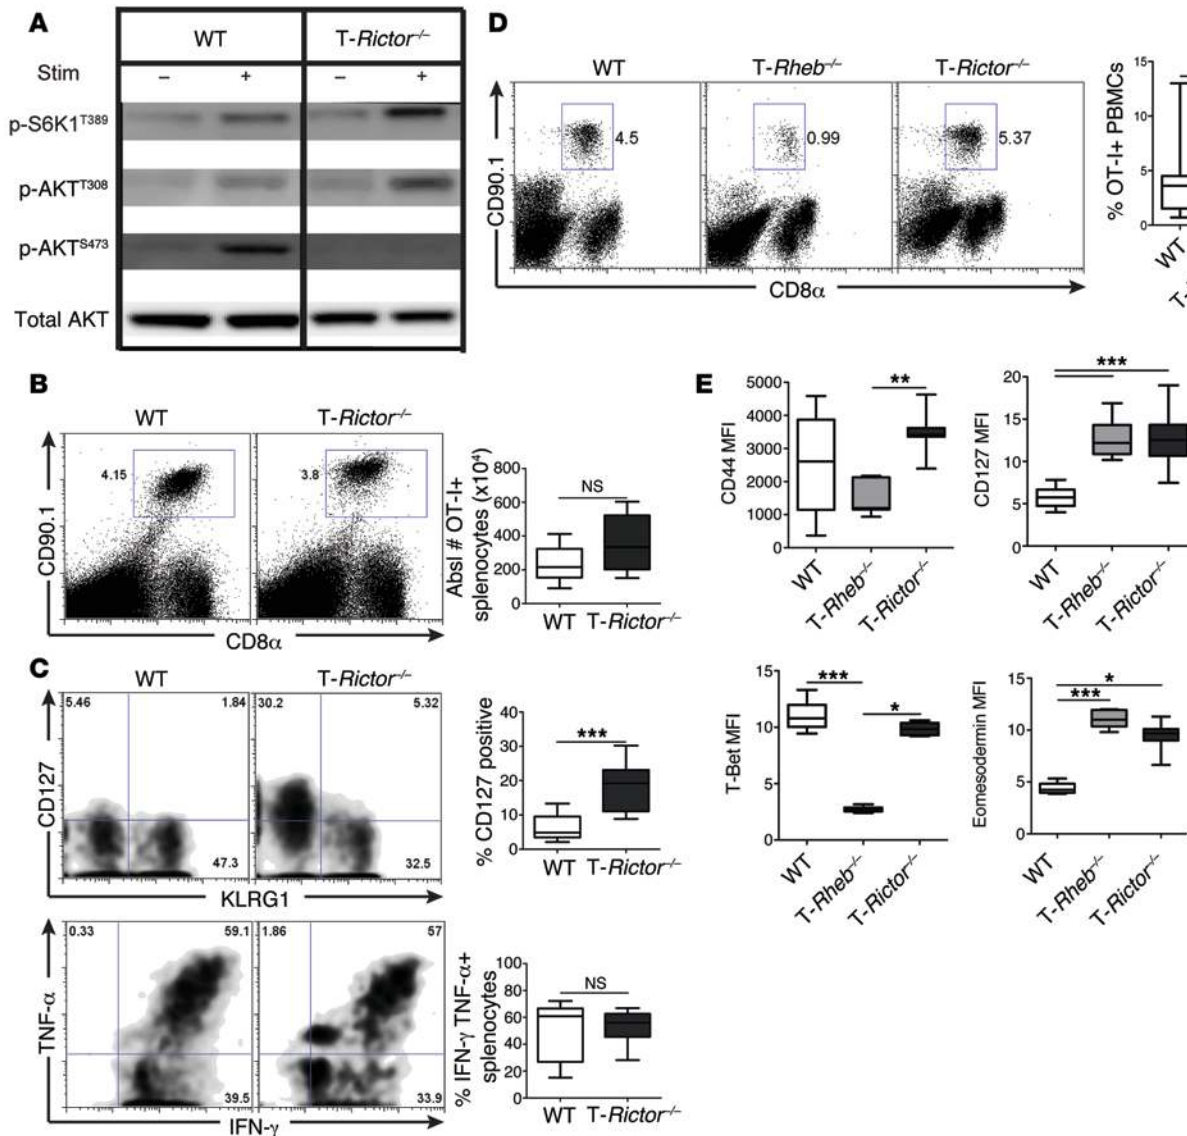 A
WT T-Rictor–/–
Stim – + – +
p-S6K1T389
p-AKTT308
p-AKTS473
Total AKT
D
WT T-Rheb–/– T-Rictor–/–
4.5 0.99 5.37
CD90.1
CD8α
% OT-I+ PBMCs
15
10
5
0
WT
B
WT T-Rictor–/–
4.15 3.8
CD90.1
CD8α
Absl # OT-I+
splenocytes (x10⁴)
800
600
400
200
0
NS
WT T-Rictor–/–
C
WT T-Rictor–/–
5.46 1.84 30.2 5.32
47.3 32.5
CD127
KLRG1
% CD127 positive
40
30
20
10
0
***
WT T-Rictor–/–
0.33 59.1 1.86 57
39.5 33.9
TNF-α
IFN-γ
% IFN-γ TNF-α+
splenocytes
100
80
60
40
20
0
NS
WT T-Rictor–/–
E
CD44 MFI
5000
4000
3000
2000
1000
0
**
WT T-Rheb–/– T-Rictor–/–
CD127 MFI
20
15
10
5
0
***
WT T-Rheb–/– T-Rictor–/–
T-Bet MFI
15
10
5
0
*** *
WT T-Rheb–/– T-Rictor–/–
Eomesodermin MFI
15
10
5
0
*
***
WT T-Rheb–/– T-Rictor–/–